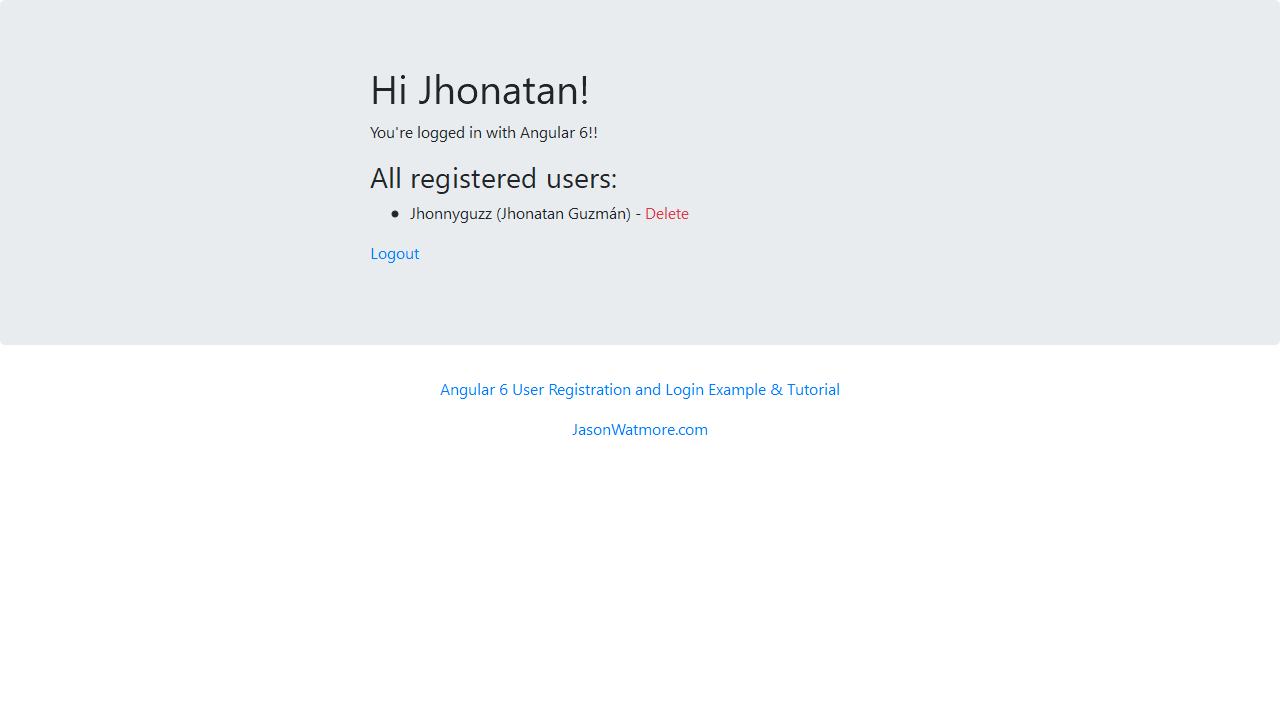 Hi Jhonatan!
You're logged in with Angular 6!!
All registered users:
Jhonnyguzz (Jhonatan Guzmán) - Delete
Logout
Angular 6 User Registration and Login Example & Tutorial
JasonWatmore.com